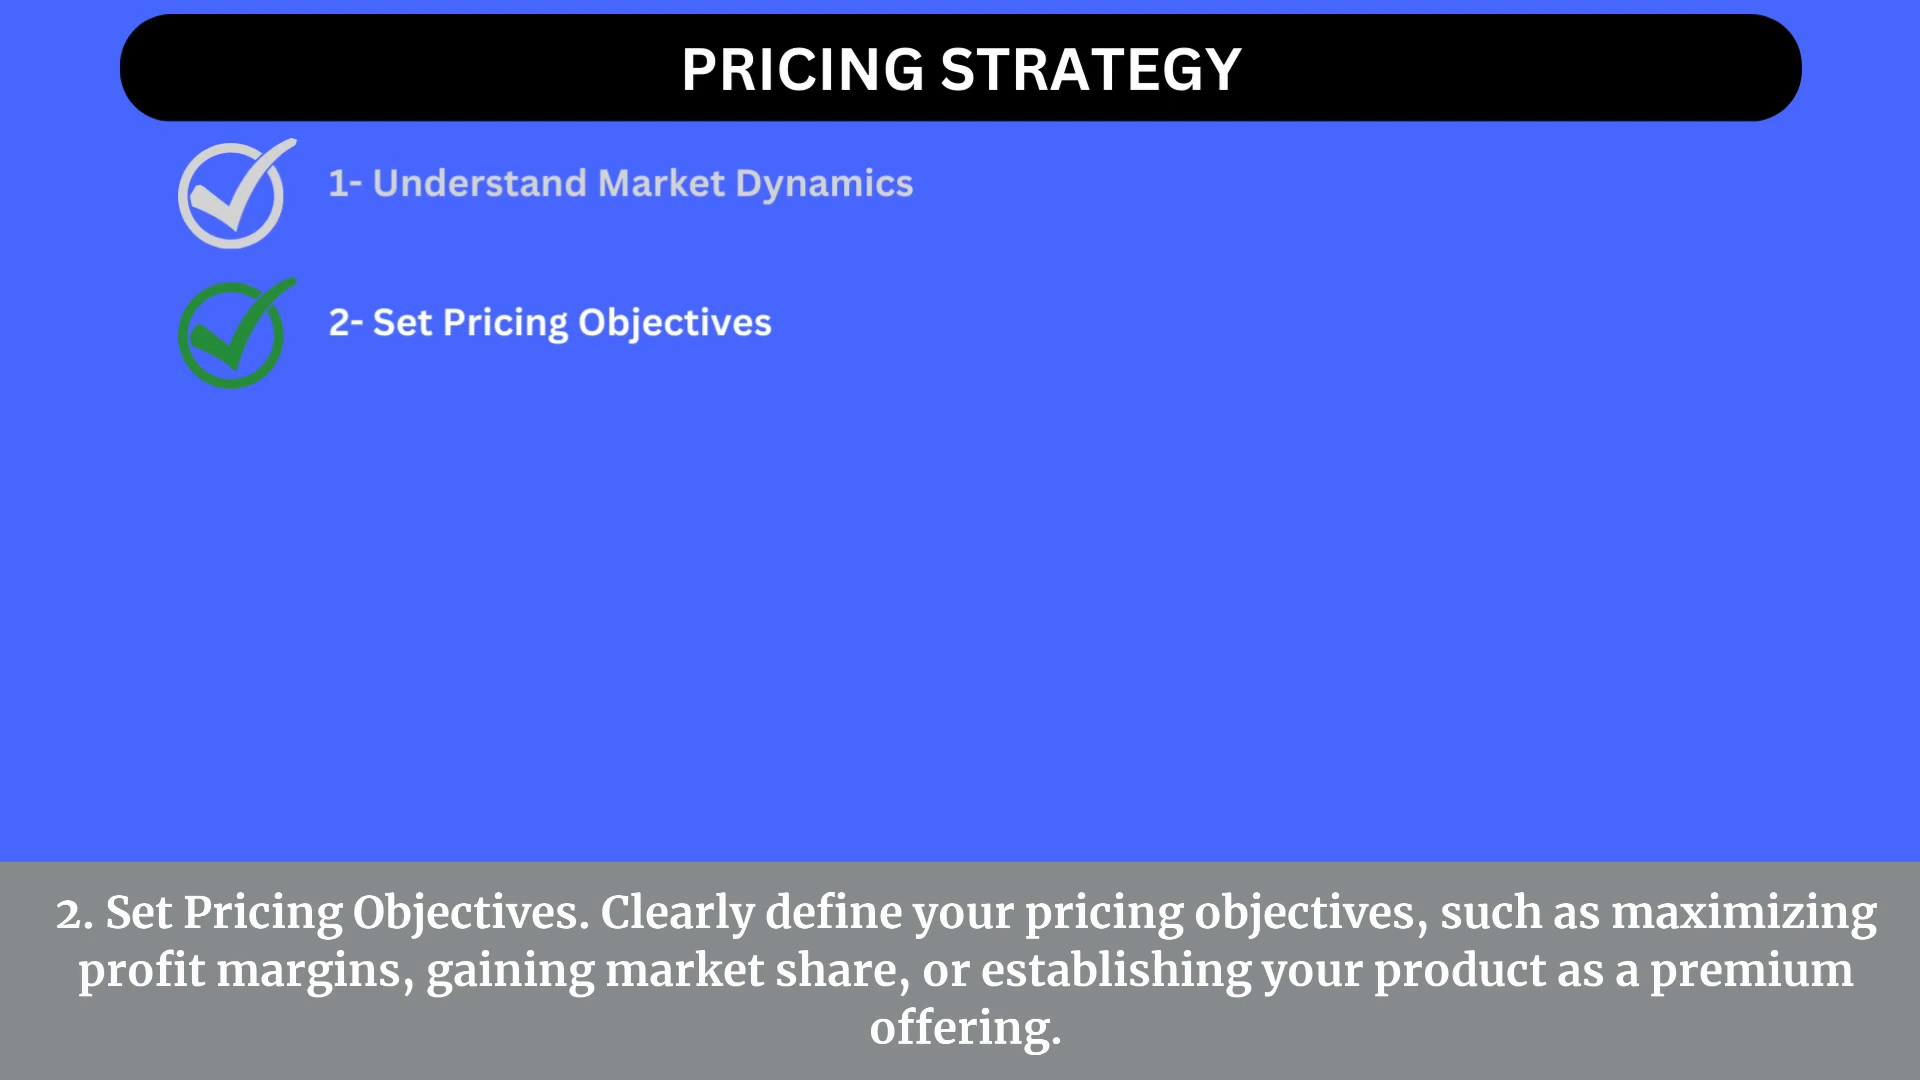 PRICING STRATEGY
1- Understand Market Dynamics
2- Set Pricing Objectives
2. Set Pricing Objectives. Clearly define your pricing objectives, such as maximizing
profit margins, gaining market share, or establishing your product as a premium
offering.